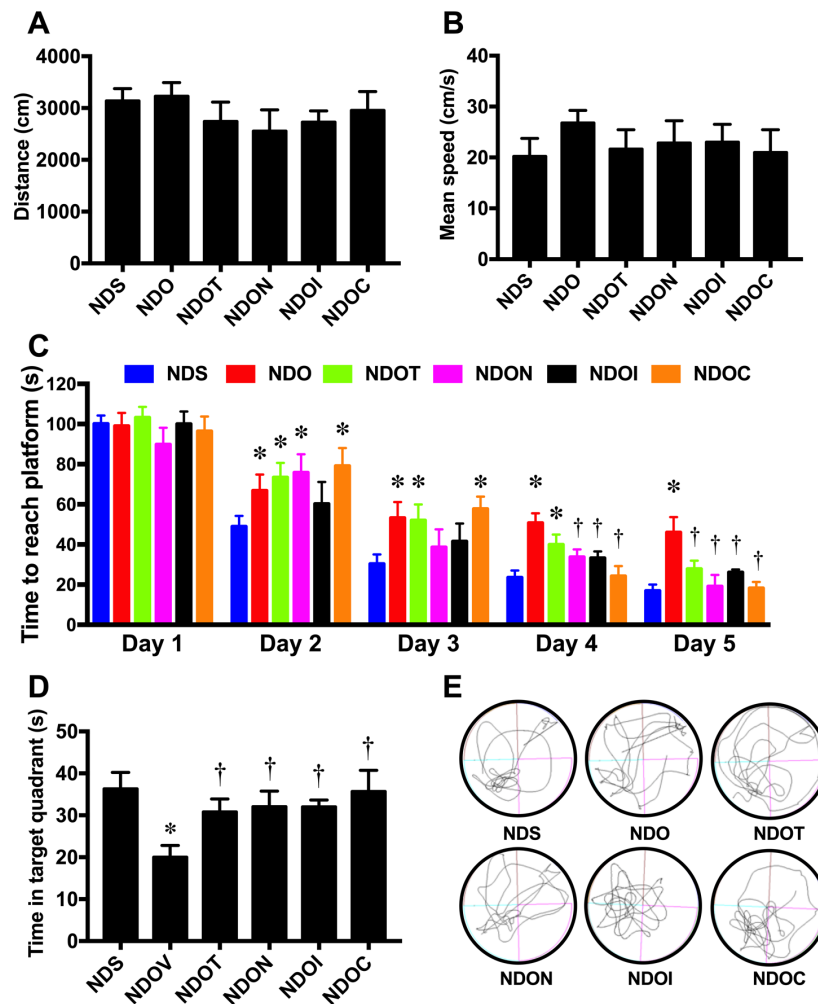 A
Distance (cm)
4000
3000
2000
1000
0
NDS NDO NDOT NDON NDOI NDOC
B
Mean speed (cm/s)
40
30
20
10
0
NDS NDO NDOT NDON NDOI NDOC
C
NDS NDO NDOT NDON NDOI NDOC
Time to reach platform (s)
120
100
80
60
40
20
0
* * * *
* * *
* * † † †
* † † † †
Day 1 Day 2 Day 3 Day 4 Day 5
D
Time in target quadrant (s)
50
40
30
20
10
0
* † † † †
NDS NDOV NDOT NDON NDOI NDOC
E
NDS NDO NDOT
NDON NDOI NDOC